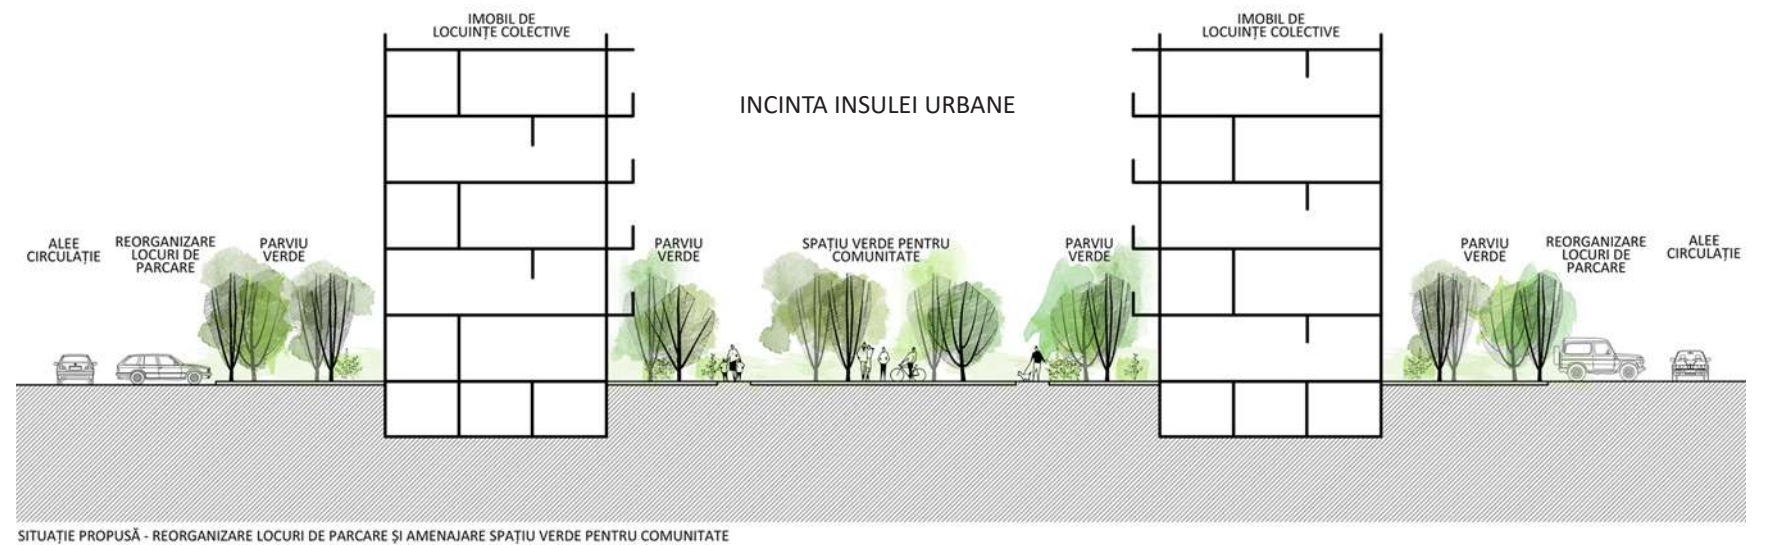 IMOBIL DE
LOCUINȚE COLECTIVE
IMOBIL DE
LOCUINȚE COLECTIVE
INCINTA INSULEI URBANE
ALEE
CIRCULAȚIE
REORGANIZARE
LOCURI DE
PARCARE
PARVIU
VERDE
PARVIU
VERDE
SPAȚIU VERDE PENTRU
COMUNITATE
PARVIU
VERDE
PARVIU
VERDE
REORGANIZARE
LOCURI DE
PARCARE
ALEE
CIRCULAȚIE
SITUAȚIE PROPUSĂ - REORGANIZARE LOCURI DE PARCARE ȘI AMENAJARE SPAȚIU VERDE PENTRU COMUNITATE